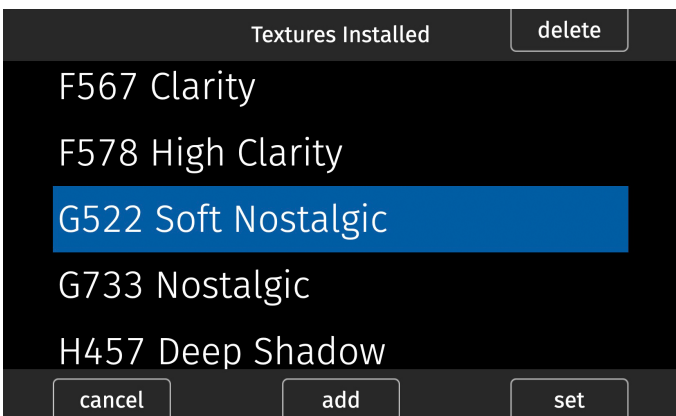 Textures Installed
delete
F567 Clarity
F578 High Clarity
G522 Soft Nostalgic
G733 Nostalgic
H457 Deep Shadow
cancel
add
set